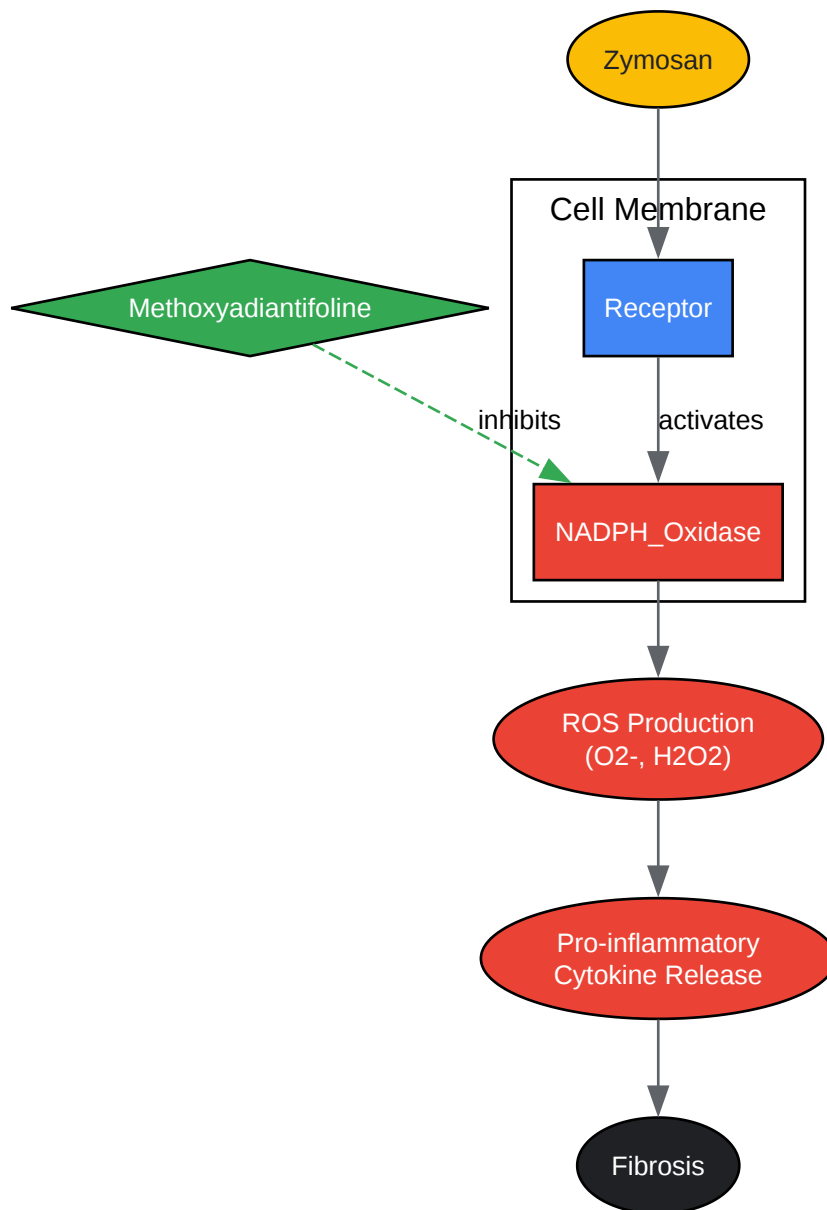 Zymosan
Cell Membrane
Methoxyadiantifoline
Receptor
inhibits
activates
NADPH_Oxidase
ROS Production
(O2-, H2O2)
Pro-inflammatory
Cytokine Release
Fibrosis